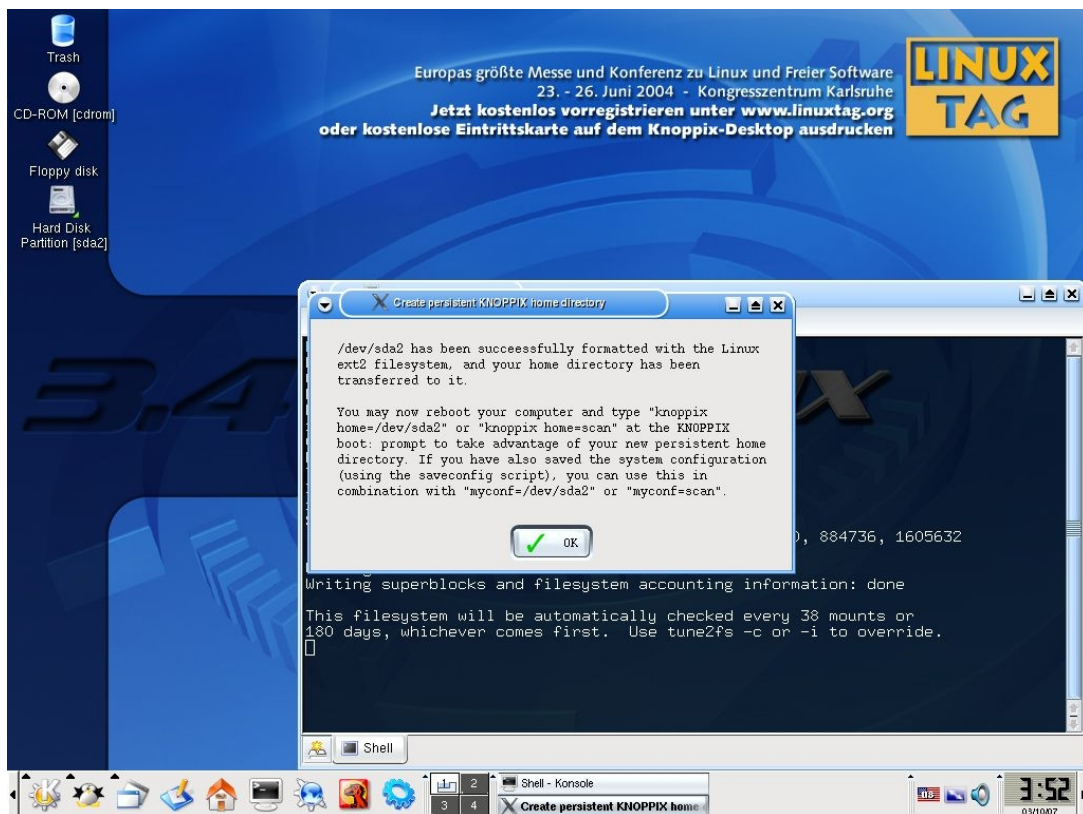 Trash
CD-ROM [cdrom]
Floppy disk
Hard Disk
Partition [sda2]
Europas größte Messe und Konferenz zu Linux und Freier Software
23. - 26. Juni 2004 - Kongresszentrum Karlsruhe
Jetzt kostenlos vorregistrieren unter www.linuxtag.org
oder kostenlose Eintrittskarte auf dem Knoppix-Desktop ausdrucken
LINUX
TAG
3.4
Create persistent KNOPPIX home directory
/dev/sda2 has been succeessfully formatted with the Linux
ext2 filesystem, and your home directory has been
transferred to it.
You may now reboot your computer and type "knoppix
home=/dev/sda2" or "knoppix home=scan" at the KNOPPIX
boot: prompt to take advantage of your new persistent home
directory. If you have also saved the system configuration
(using the saveconfig script), you can use this in
combination with "myconf=/dev/sda2" or "myconf=scan".
OK
, 884736, 1605632
Writing superblocks and filesystem accounting information: done
This filesystem will be automatically checked every 38 mounts or
180 days, whichever comes first. Use tune2fs -c or -i to override.
Shell
1 2
3 4
Shell - Konsole
Create persistent KNOPPIX home
us
3:52
03/10/07